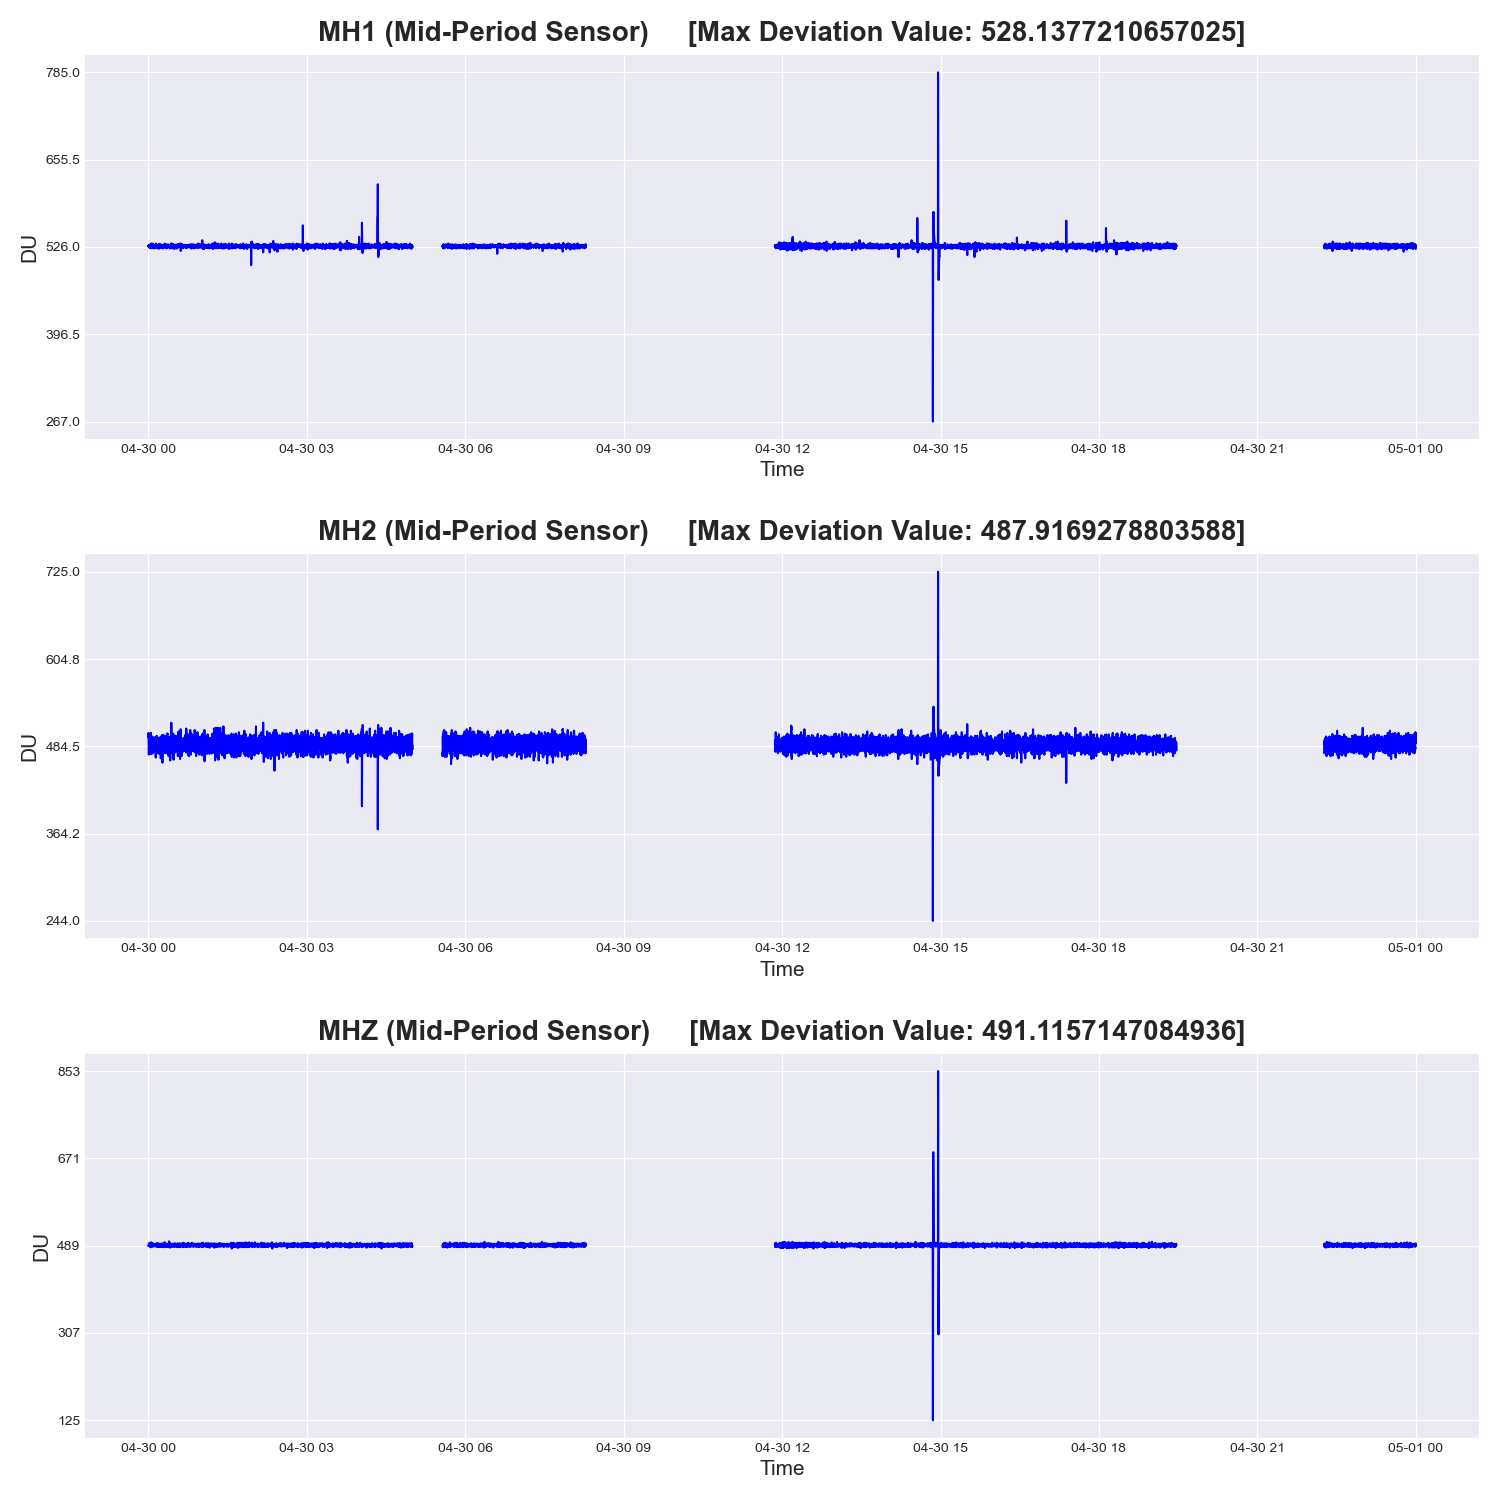 MH1 (Mid-Period Sensor) [Max Deviation Value: 528.1377210657025]
785.0
655.5
526.0
396.5
267.0
DU
04-30 00 04-30 03 04-30 06 04-30 09 04-30 12 04-30 15 04-30 18 04-30 21 05-01 00
Time
MH2 (Mid-Period Sensor) [Max Deviation Value: 487.9169278803588]
725.0
604.8
484.5
364.2
244.0
DU
04-30 00 04-30 03 04-30 06 04-30 09 04-30 12 04-30 15 04-30 18 04-30 21 05-01 00
Time
MHZ (Mid-Period Sensor) [Max Deviation Value: 491.1157147084936]
853
671
489
307
125
DU
04-30 00 04-30 03 04-30 06 04-30 09 04-30 12 04-30 15 04-30 18 04-30 21 05-01 00
Time